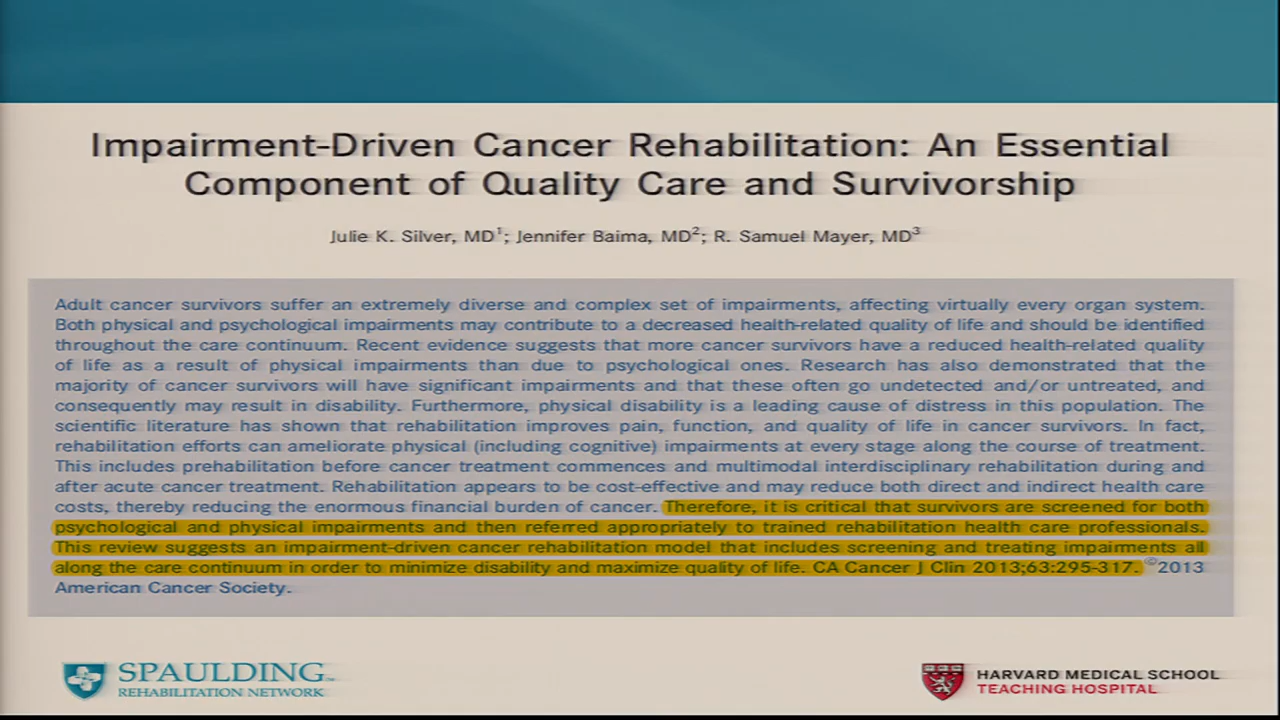 Impairment-Driven Cancer Rehabilitation: An Essential
Component of Quality Care and Survivorship
Julie K. Silver, MD1; Jennifer Baima, MD2; R. Samuel Mayer, MD3
Adult cancer survivors suffer an extremely diverse and complex set of impairments, affecting virtually every organ system.
Both physical and psychological impairments may contribute to a decreased health-related quality of life and should be identified
throughout the care continuum. Recent evidence suggests that more cancer survivors have a reduced health-related quality
of life as a result of physical impairments than due to psychological ones. Research has also demonstrated that the
majority of cancer survivors will have significant impairments and that these often go undetected and/or untreated, and
consequently may result in disability. Furthermore, physical disability is a leading cause of distress in this population. The
scientific literature has shown that rehabilitation improves pain, function, and quality of life in cancer survivors. In fact,
rehabilitation efforts can ameliorate physical (including cognitive) impairments at every stage along the course of treatment.
This includes prehabilitation before cancer treatment commences and multimodal interdisciplinary rehabilitation during and
after acute cancer treatment. Rehabilitation appears to be cost-effective and may reduce both direct and indirect health care
costs, thereby reducing the enormous financial burden of cancer. Therefore, it is critical that survivors are screened for both
psychological and physical impairments and then referred appropriately to trained rehabilitation health care professionals.
This review suggests an impairment-driven cancer rehabilitation model that includes screening and treating impairments all
along the care continuum in order to minimize disability and maximize quality of life. CA Cancer J Clin 2013;63:295-317. ©2013
American Cancer Society.
SPAULDING™
REHABILITATION NETWORK
HARVARD MEDICAL SCHOOL
TEACHING HOSPITAL